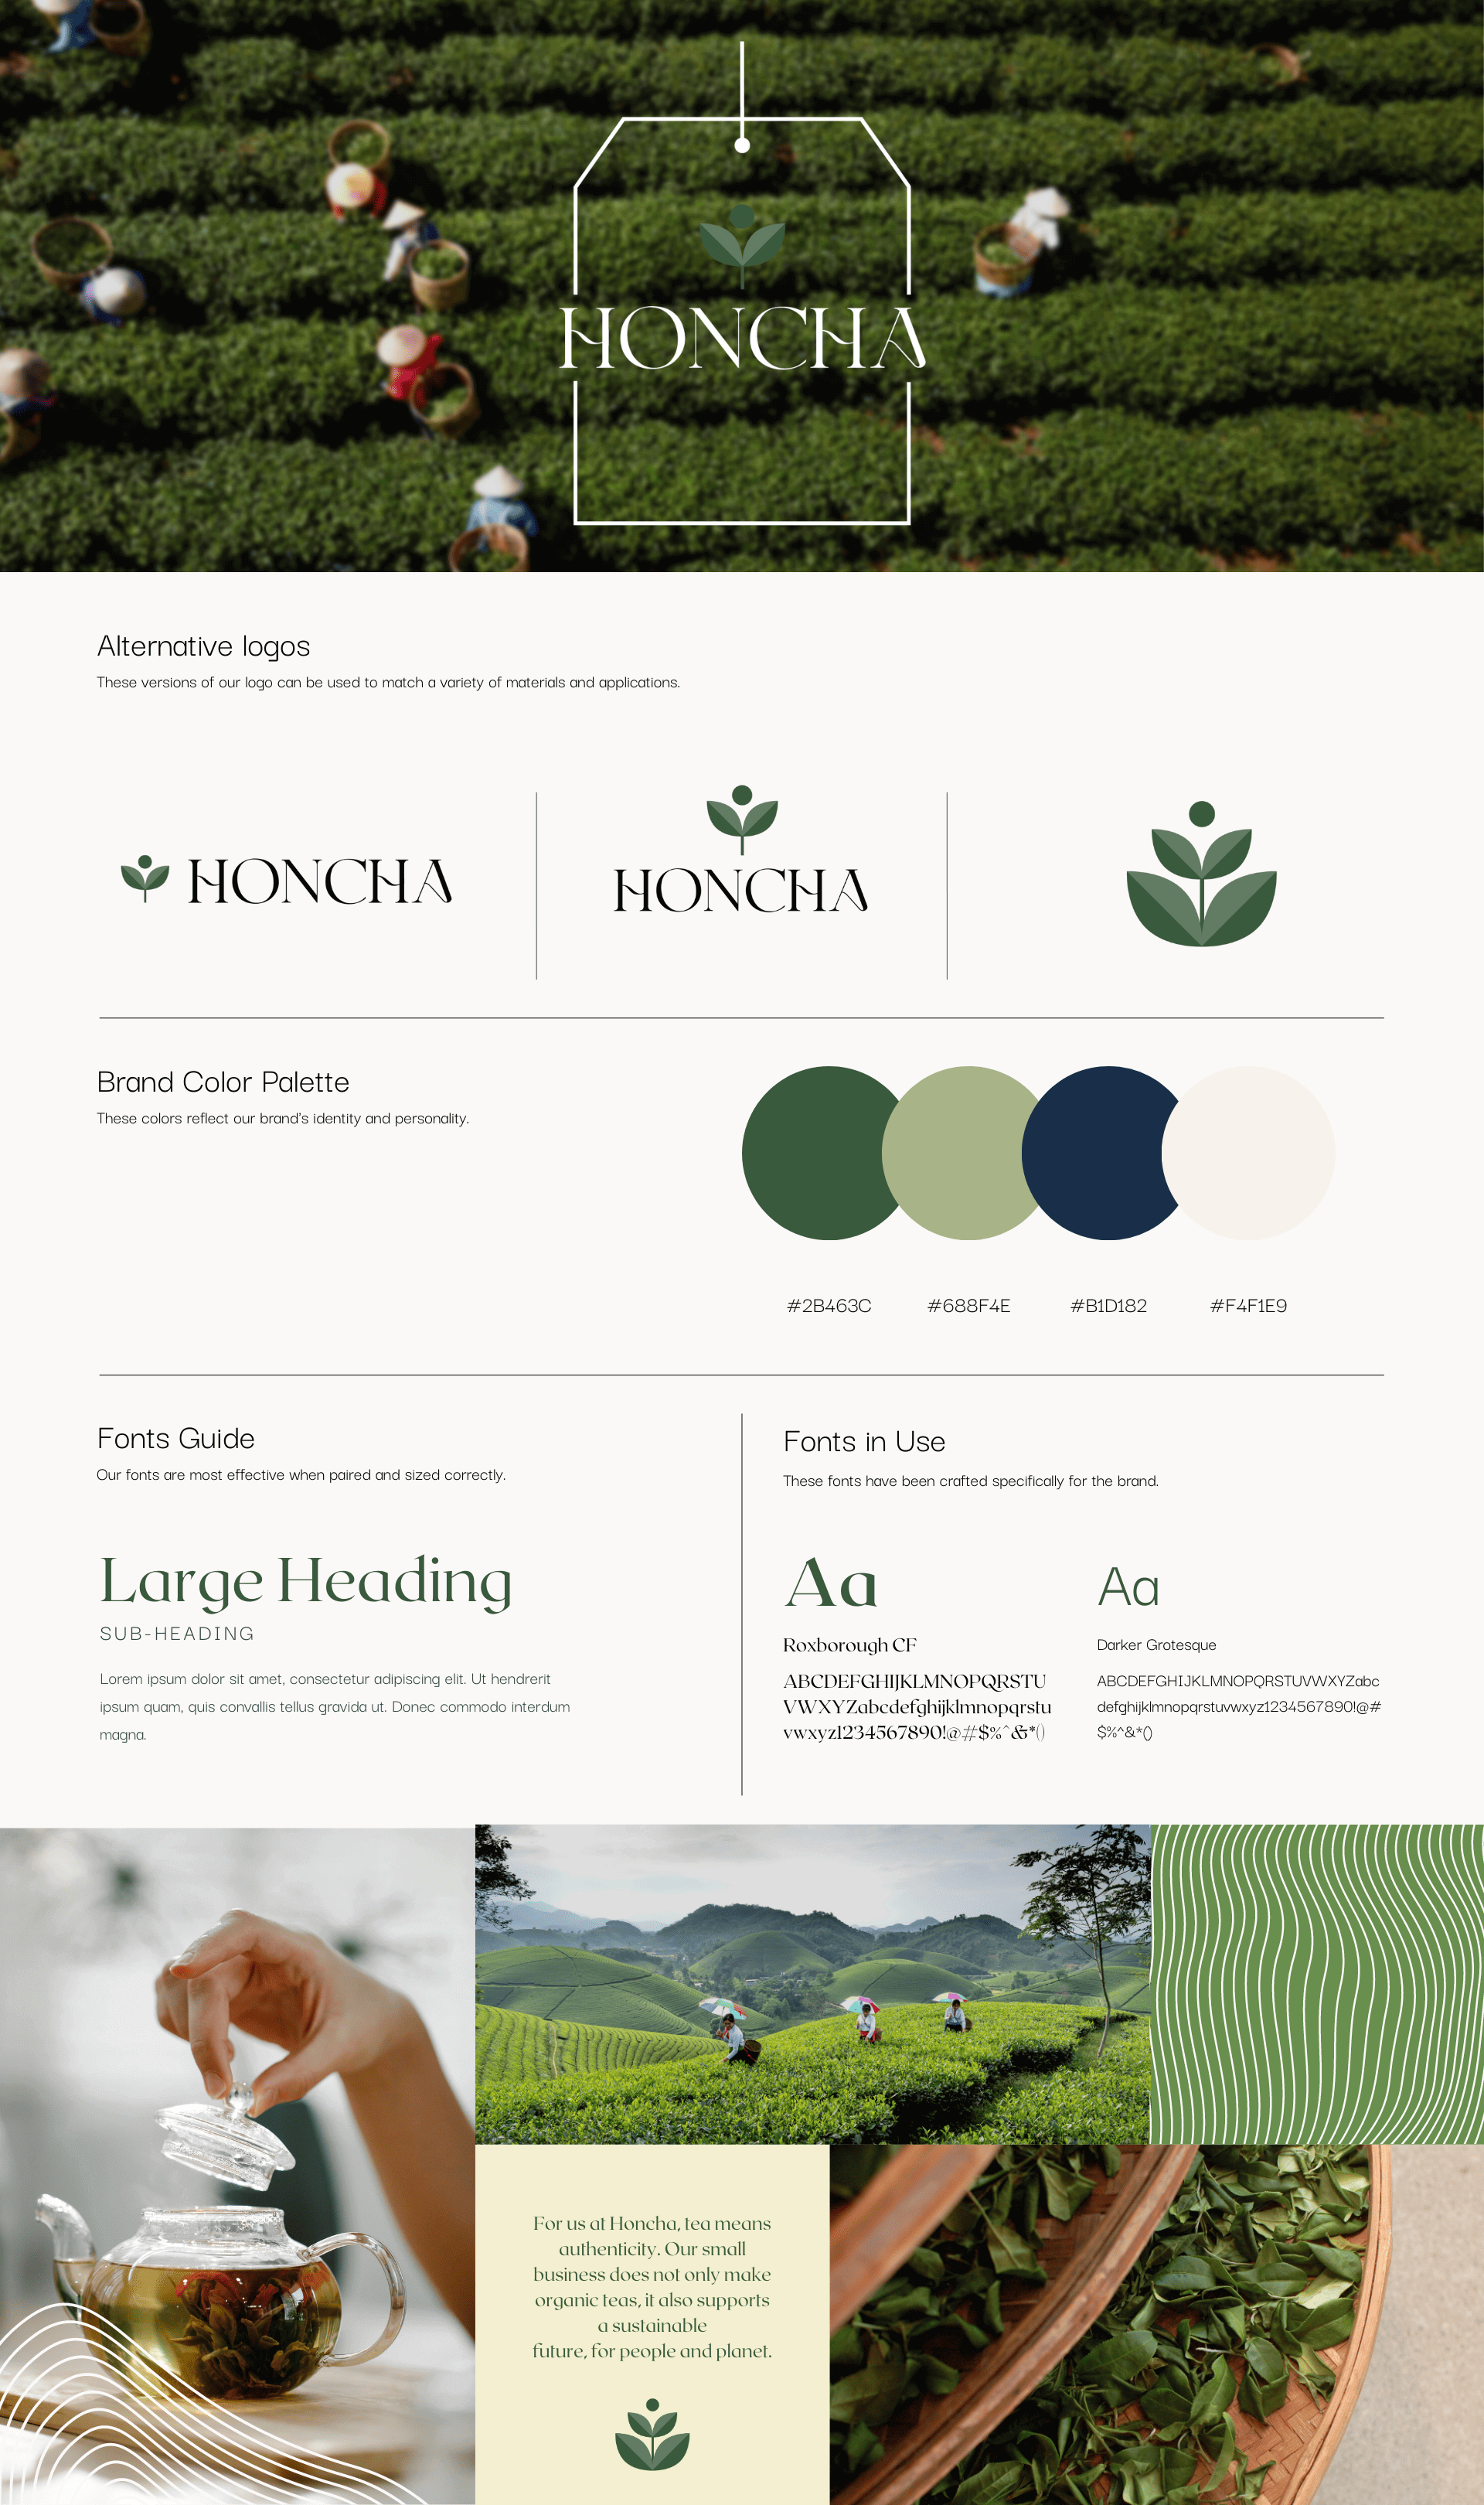 HONCHA
Alternative logos
These versions of our logo can be used to match a variety of materials and applications.
HONCHA
HONCHA
Brand Color Palette
These colors reflect our brand's identity and personality.
#2B463C
#688F4E
#B1D182
#F4F1E9
Fonts Guide
Our fonts are most effective when paired and sized correctly.
Large Heading
SUB-HEADING
Lorem ipsum dolor sit amet, consectetur adipiscing elit. Ut hendrerit
ipsum quam, quis convallis tellus gravida ut. Donec commodo interdum
magna.
Fonts in Use
These fonts have been crafted specifically for the brand.
Aa
Roxborough CF
ABCDEFGHIJKLMNOPQRSTU
VWXYZabcdefghijklmnopqrstu
vwxyz1234567890!@#$%^&*()
Aa
Darker Grotesque
ABCDEFGHIJKLMNOPQRSTUVWXYZabc
defghijklmnopqrstuvwxyz1234567890!@#
$%^&*()
For us at Honcha, tea means
authenticity. Our small
business does not only make
organic teas, it also supports
a sustainable
future, for people and planet.